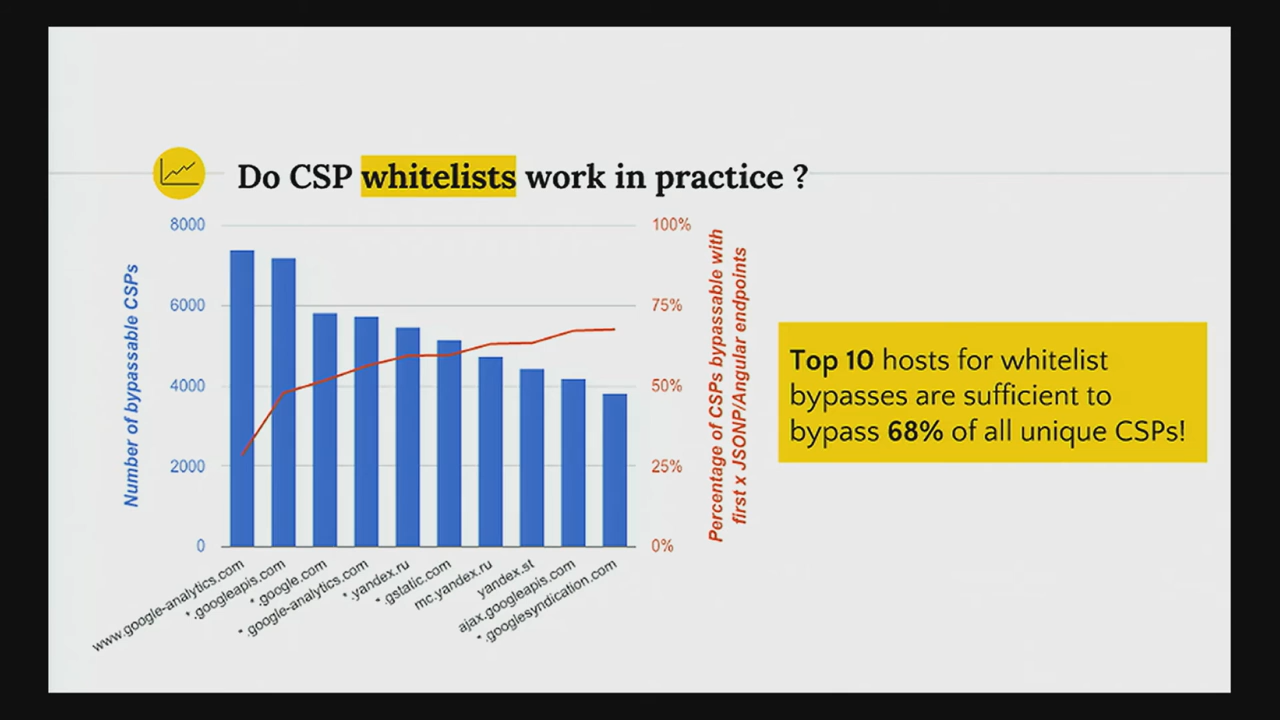 Do CSP whitelists work in practice ?
Number of bypassable CSPs
8000
6000
4000
2000
0
100%
75%
50%
25%
0%
Percentage of CSPs bypassable with
first x JSONP/Angular endpoints
www.google-analytics.com
*.googleapis.com
*.google.com
*.google-analytics.com
*.yandex.ru
*.gstatic.com
mc.yandex.ru
yandex.st
ajax.googleapis.com
*.googlesyndication.com
Top 10 hosts for whitelist
bypasses are sufficient to
bypass 68% of all unique CSPs!